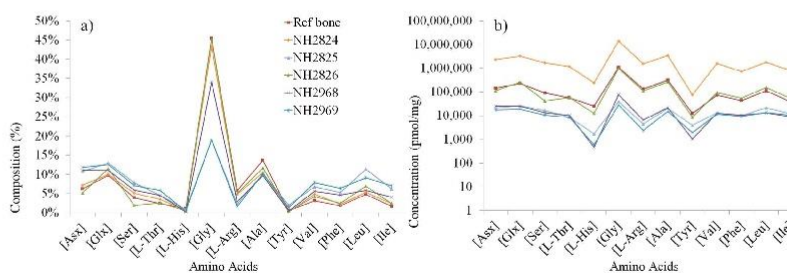 a)
50%
45%
40%
35%
30%
25%
20%
15%
10%
5%
0%
Composition (%)
[Asx]
[Glx]
[Ser]
[L-Thr]
[L-His]
[Gly]
[L-Arg]
[Ala]
[Tyr]
[Val]
[Phe]
[Leu]
[Ile]
Amino Acids
Ref bone
NH2824
NH2825
NH2826
NH2968
NH2969
b)
100,000,000
10,000,000
1,000,000
100,000
10,000
1,000
100
10
1
Concentration (pmol/mg)
[Asx]
[Glx]
[Ser]
[L-Thr]
[L-His]
[Gly]
[L-Arg]
[Ala]
[Tyr]
[Val]
[Phe]
[Leu]
[Ile]
Amino Acids